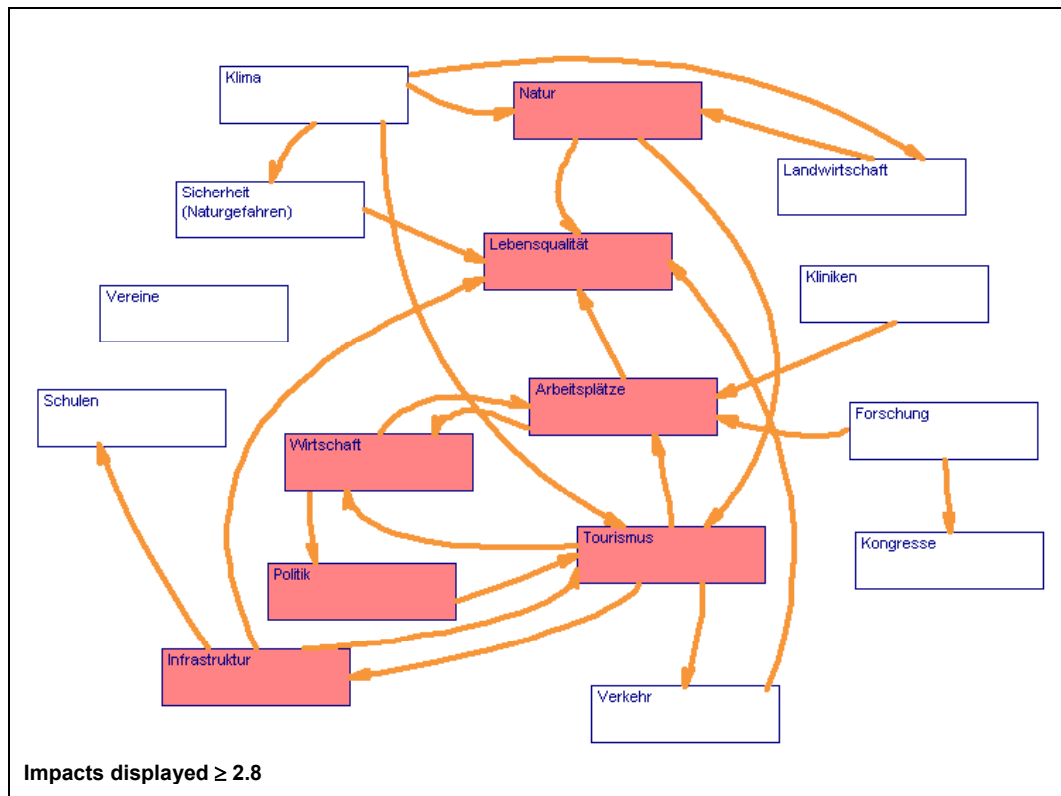 Klima
Natur
Landwirtschaft
Sicherheit
(Naturgefahren)
Lebensqualität
Kliniken
Vereine
Arbeitsplätze
Schulen
Forschung
Wirtschaft
Tourismus
Kongresse
Politik
Infrastruktur
Verkehr
Impacts displayed ≥ 2.8